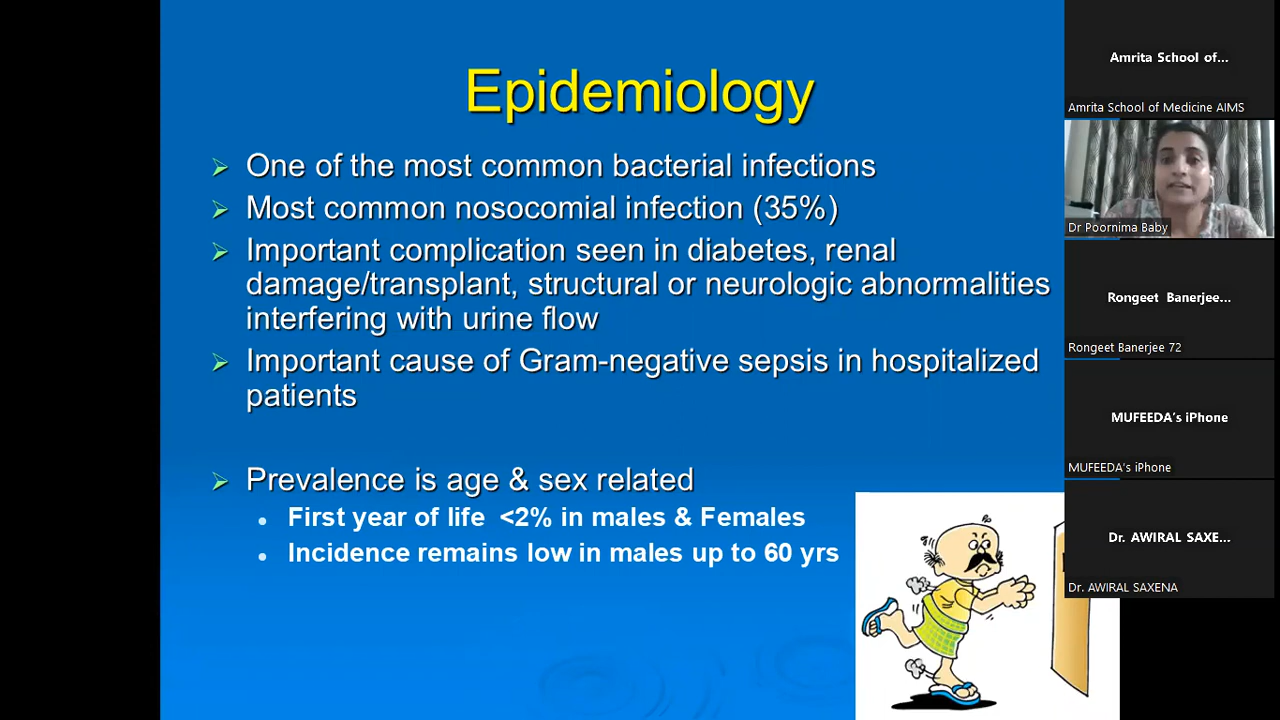 Epidemiology
One of the most common bacterial infections
Most common nosocomial infection (35%)
Important complication seen in diabetes, renal
damage/transplant, structural or neurologic abnormalities
interfering with urine flow
Important cause of Gram-negative sepsis in hospitalized
patients
Prevalence is age & sex related
First year of life <2% in males & Females
Incidence remains low in males up to 60 yrs
Amrita School of...
Amrita School of Medicine AIMS
Dr Poornima Baby
Rongeet Banerjee...
Rongeet Banerjee 72
MUFEEDA's iPhone
MUFEEDA's iPhone
Dr. AWIRAL SAXE...
Dr. AWIRAL SAXENA